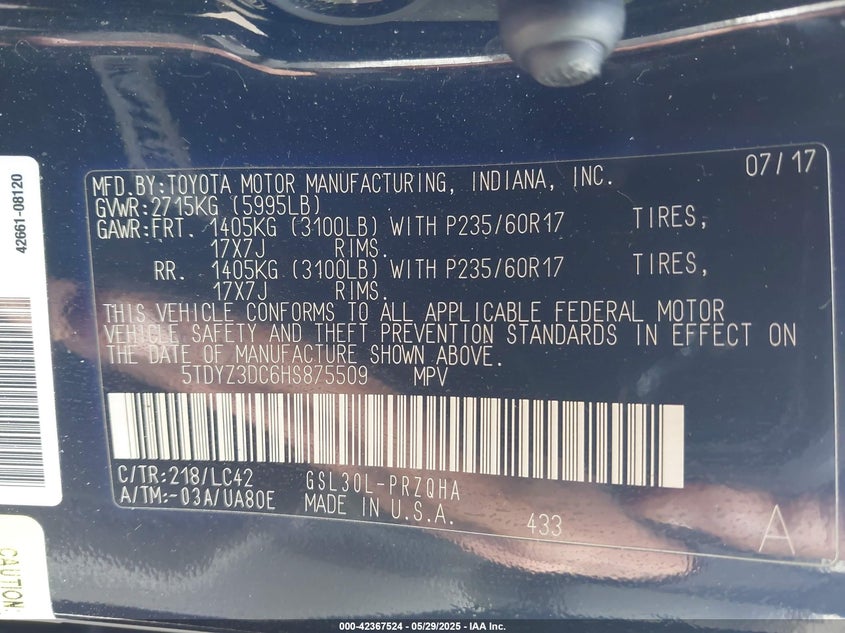 07/17
MFD.BY:TOYOTA MOTOR MANUFACTURING, INDIANA, INC.
GVWR:2715KG (5995LB)
GAWR:FRT. 1405KG (3100LB) WITH P235/60R17 TIRES,
17X7J RIMS.
RR. 1405KG (3100LB) WITH P235/60R17 TIRES,
17X7J RIMS.
THIS VEHICLE CONFORMS TO ALL APPLICABLE FEDERAL MOTOR
VEHICLE SAFETY AND THEFT PREVENTION STANDARDS IN EFFECT ON
THE DATE OF MANUFACTURE SHOWN ABOVE.
5TDYZ3DC6HS875509 MPV
C/TR:218/LC42 GSL30L-PRZQHA
A/TM:-03A/UA80E MADE IN U.S.A. 433 A
42661-08120
CAUTION
000-42367524 - 05/29/2025 - IAA Inc.